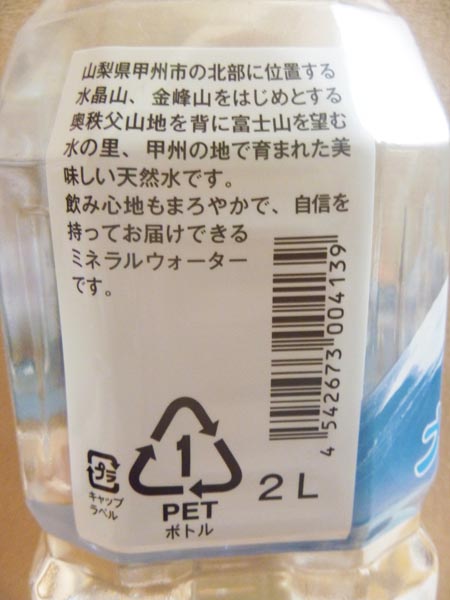 山梨県甲州市の北部に位置する
水晶山、金峰山をはじめとする
奥秩父山地を背に富士山を望む
水の里、甲州の地で育まれた美
味しい天然水です。
飲み心地もまろやかで、自信を
持ってお届けできる
ミネラルウォーター
です。
4 542673 004139
プラ
キャップ
ラベル
1
PET
ボトル
2L